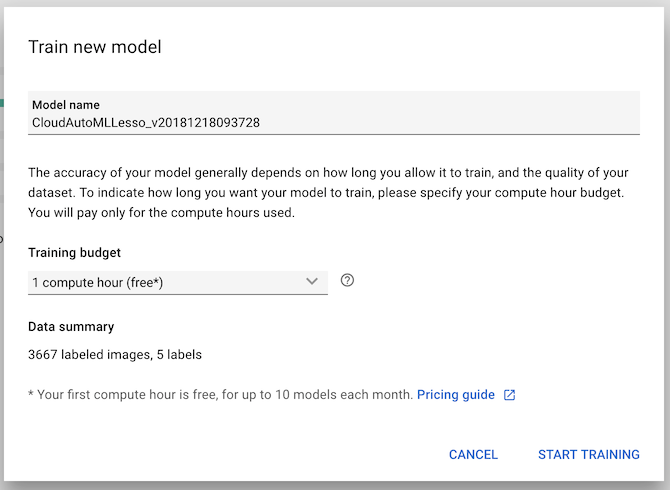 Train new model
Model name
CloudAutoMLLesso_v20181218093728
The accuracy of your model generally depends on how long you allow it to train, and the quality of your
dataset. To indicate how long you want your model to train, please specify your compute hour budget.
You will pay only for the compute hours used.
Training budget
1 compute hour (free*)
Data summary
3667 labeled images, 5 labels
* Your first compute hour is free, for up to 10 models each month. Pricing guide
CANCEL START TRAINING